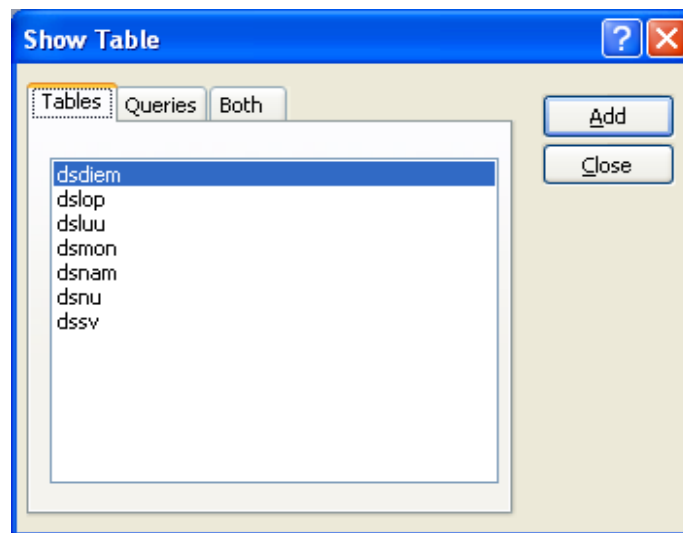 Show Table
Tables Queries Both
Add
Close
dsdiem
dslop
dsluu
dsmon
dsnam
dsnu
dssv